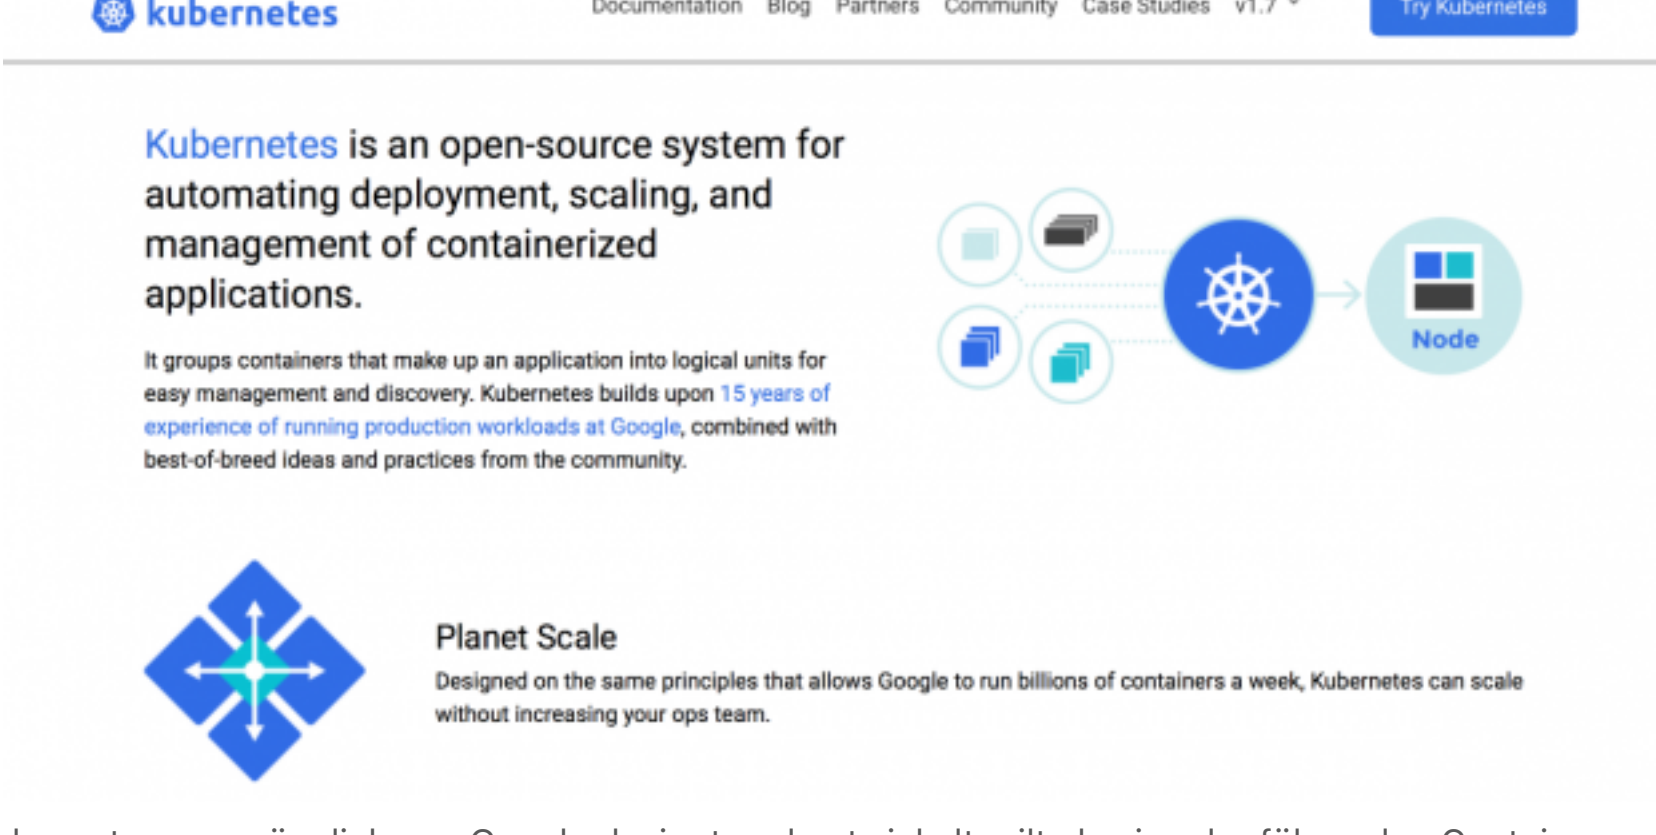 kubernetes
Documentation Blog Partners Community Case Studies v1.7
Try Kubernetes
Kubernetes is an open-source system for
automating deployment, scaling, and
management of containerized
applications.
It groups containers that make up an application into logical units for
easy management and discovery. Kubernetes builds upon 15 years of
experience of running production workloads at Google, combined with
best-of-breed ideas and practices from the community.
Node
Planet Scale
Designed on the same principles that allows Google to run billions of containers a week, Kubernetes can scale
without increasing your ops team.